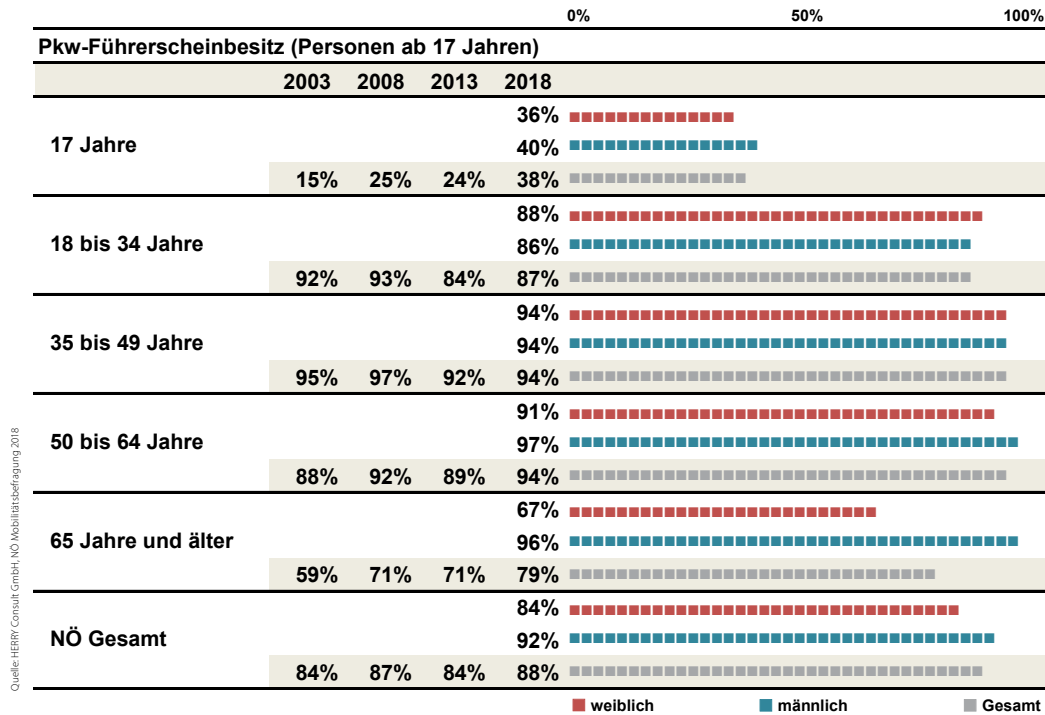 0% 50% 100%
Pkw-Führerscheinbesitz (Personen ab 17 Jahren)
2003 2008 2013 2018
36%
17 Jahre
40%
15% 25% 24% 38%
88%
18 bis 34 Jahre
86%
92% 93% 84% 87%
94%
35 bis 49 Jahre
94%
95% 97% 92% 94%
91%
50 bis 64 Jahre
97%
88% 92% 89% 94%
67%
65 Jahre und älter
96%
59% 71% 71% 79%
84%
NÖ Gesamt
92%
84% 87% 84% 88%
weiblich männlich Gesamt
Quelle: HERRY Consult GmbH, NÖ Mobilitätsbefragung 2018